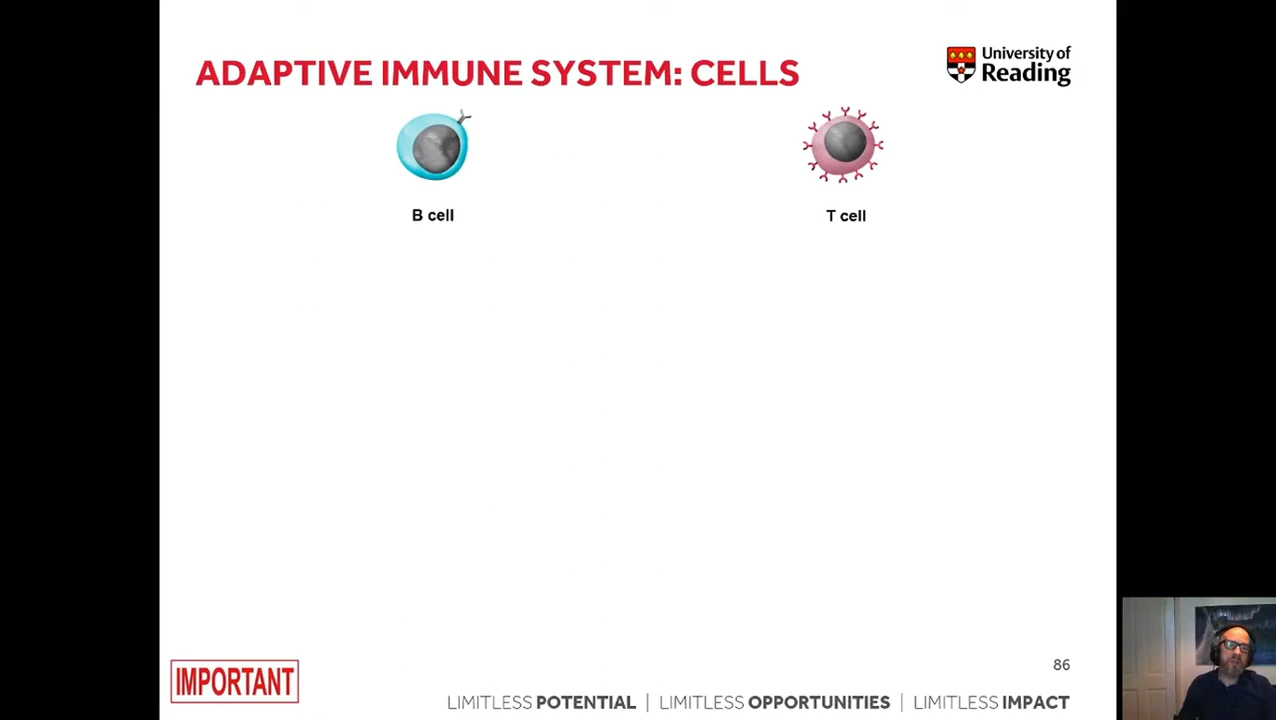 ADAPTIVE IMMUNE SYSTEM: CELLS
University of
Reading
B cell
T cell
86
IMPORTANT
LIMITLESS POTENTIAL | LIMITLESS OPPORTUNITIES | LIMITLESS IMPACT